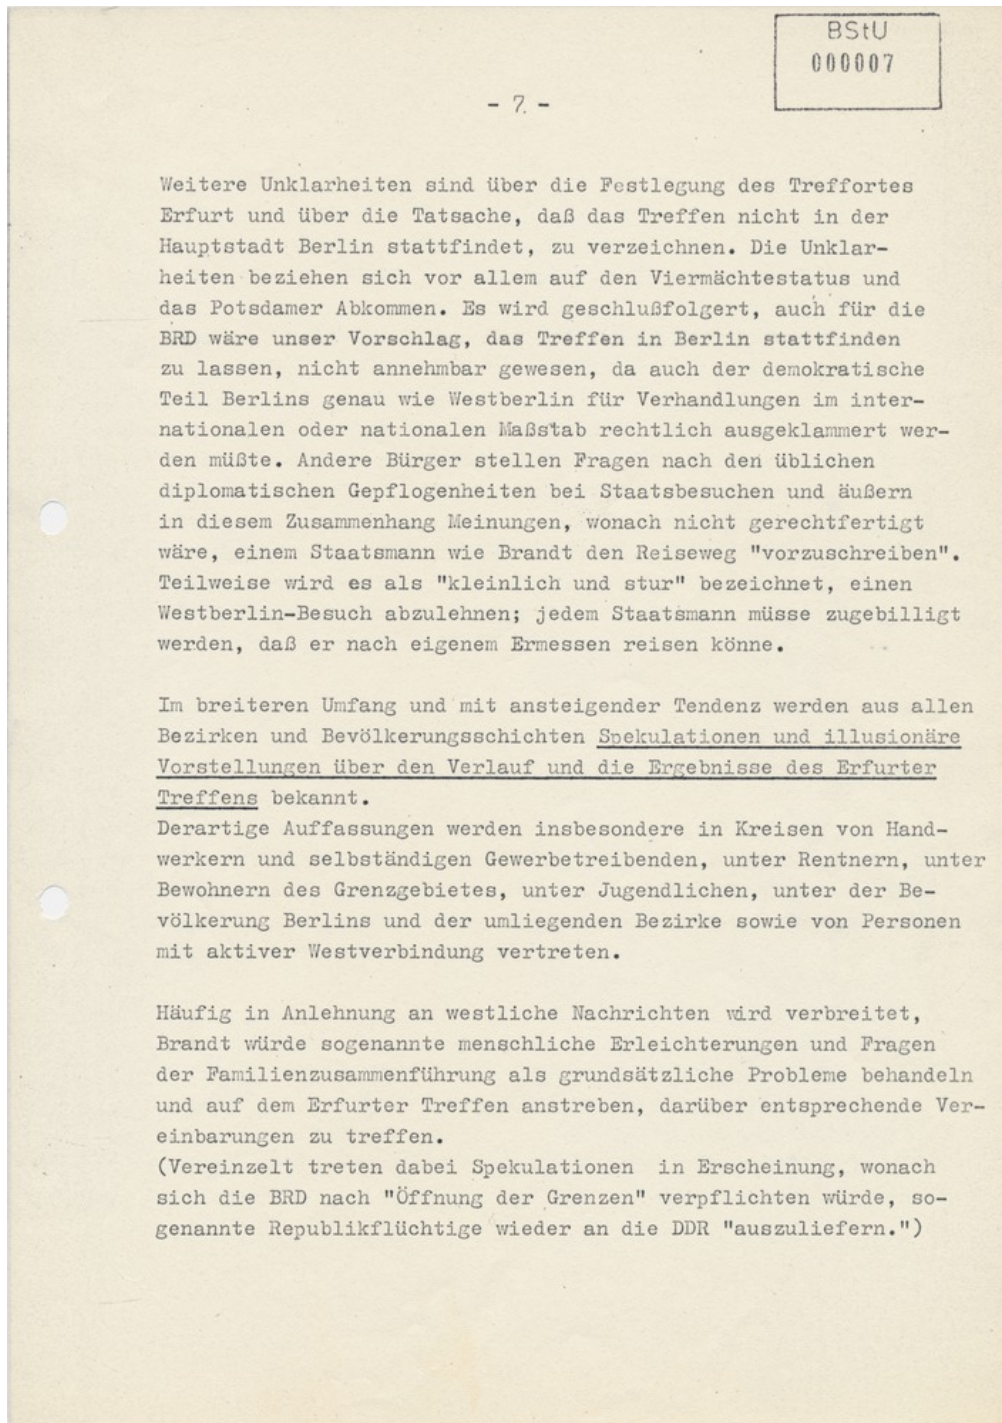 BStU
000007
- 7. -
Weitere Unklarheiten sind über die Festlegung des Treffortes
Erfurt und über die Tatsache, daß das Treffen nicht in der
Hauptstadt Berlin stattfindet, zu verzeichnen. Die Unklar-
heiten beziehen sich vor allem auf den Viermächtestatus und
das Potsdamer Abkommen. Es wird geschlußfolgert, auch für die
BRD wäre unser Vorschlag, das Treffen in Berlin stattfinden
zu lassen, nicht annehmbar gewesen, da auch der demokratische
Teil Berlins genau wie Westberlin für Verhandlungen im inter-
nationalen oder nationalen Maßstab rechtlich ausgeklammert wer-
den müßte. Andere Bürger stellen Fragen nach den üblichen
diplomatischen Gepflogenheiten bei Staatsbesuchen und äußern
in diesem Zusammenhang Meinungen, wonach nicht gerechtfertigt
wäre, einem Staatsmann wie Brandt den Reiseweg "vorzuschreiben".
Teilweise wird es als "kleinlich und stur" bezeichnet, einen
Westberlin-Besuch abzulehnen; jedem Staatsmann müsse zugebilligt
werden, daß er nach eigenem Ermessen reisen könne.
Im breiteren Umfang und mit ansteigender Tendenz werden aus allen
Bezirken und Bevölkerungsschichten Spekulationen und illusionäre
Vorstellungen über den Verlauf und die Ergebnisse des Erfurter
Treffens bekannt.
Derartige Auffassungen werden insbesondere in Kreisen von Hand-
werkern und selbständigen Gewerbetreibenden, unter Rentnern, unter
Bewohnern des Grenzgebietes, unter Jugendlichen, unter der Be-
völkerung Berlins und der umliegenden Bezirke sowie von Personen
mit aktiver Westverbindung vertreten.
Häufig in Anlehnung an westliche Nachrichten wird verbreitet,
Brandt würde sogenannte menschliche Erleichterungen und Fragen
der Familienzusammenführung als grundsätzliche Probleme behandeln
und auf dem Erfurter Treffen anstreben, darüber entsprechende Ver-
einbarungen zu treffen.
(Vereinzelt treten dabei Spekulationen in Erscheinung, wonach
sich die BRD nach "Öffnung der Grenzen" verpflichten würde, so-
genannte Republikflüchtige wieder an die DDR "auszuliefern.")